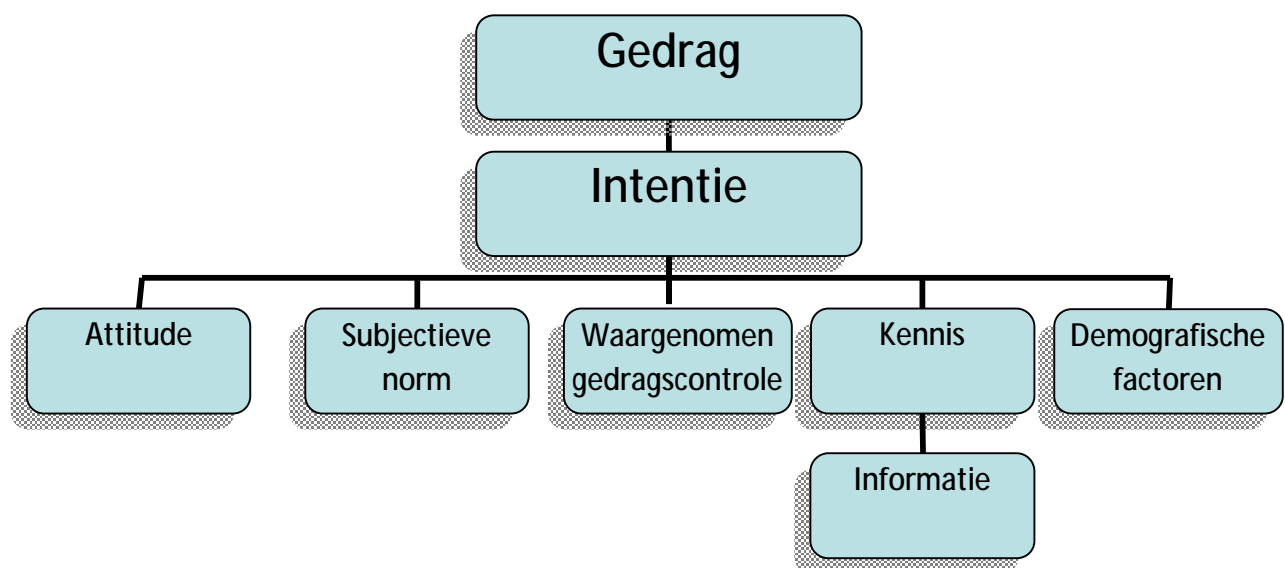 Gedrag
Intentie
Attitude
Subjectieve
norm
Waargenomen
gedragscontrole
Kennis
Demografische
factoren
Informatie